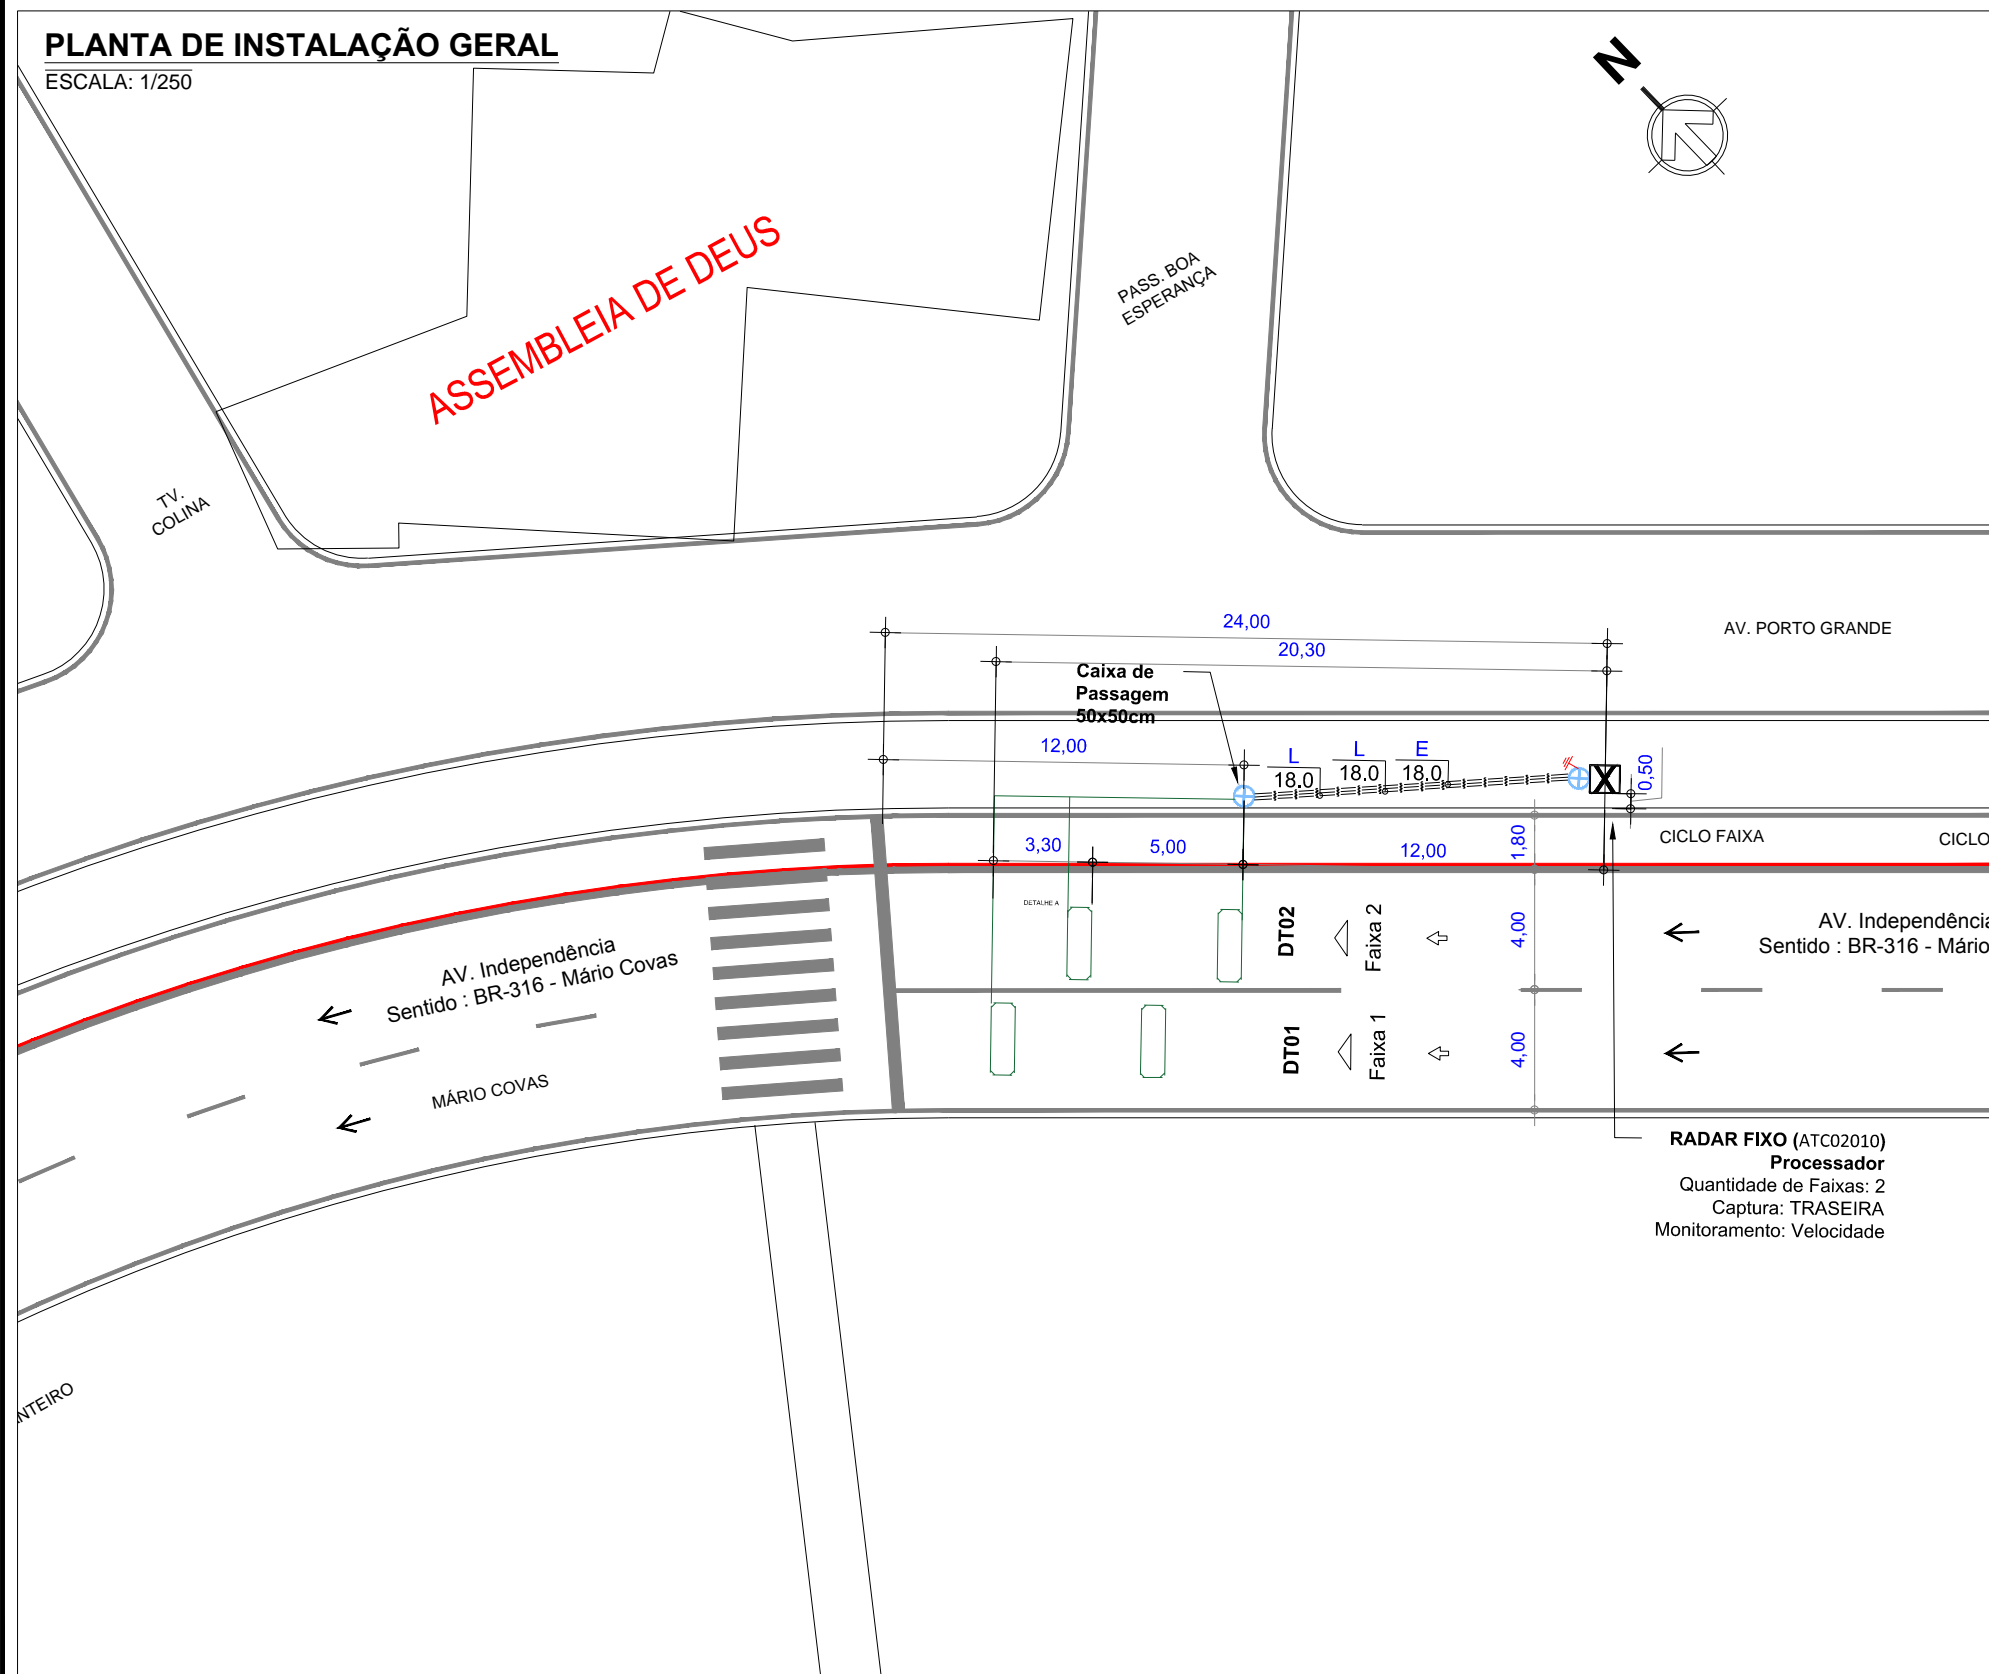 PLANTA DE INSTALAÇÃO GERAL
ESCALA: 1/250
N
ASSEMBLEIA DE DEUS
PASS. BOA
ESPERANÇA
TV.
COLINA
24,00
AV. PORTO GRANDE
20,30
Caixa de
Passagem
50x50cm
12,00
L
18.0
L
18.0
E
18.0
X
0,50
3,30
5,00
12,00
1,80
CICLO FAIXA
CICLO
DETALHE A
DT02
Faixa 2
4,00
AV. Independência
Sentido : BR-316 - Mário
AV. Independência
Sentido : BR-316 - Mário Covas
DT01
Faixa 1
4,00
MÁRIO COVAS
RADAR FIXO (ATC02010)
Processador
Quantidade de Faixas: 2
Captura: TRASEIRA
Monitoramento: Velocidade
NTEIRO